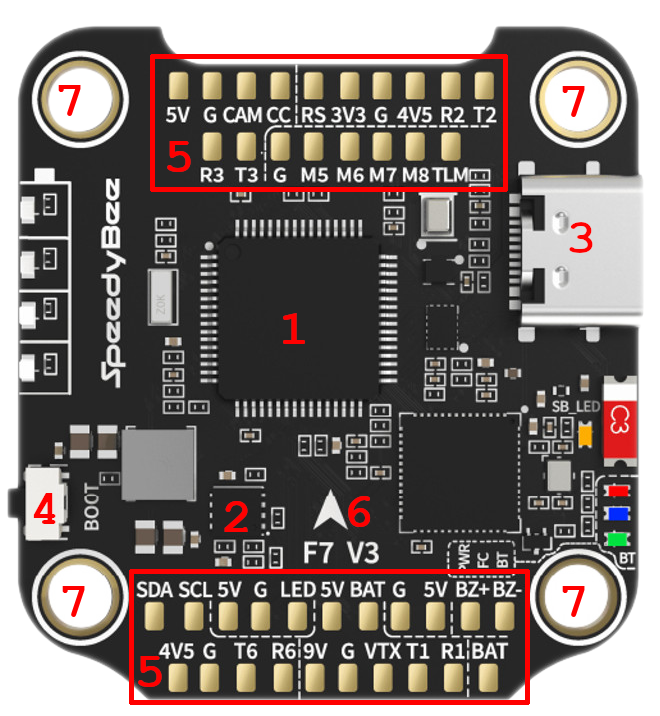 7
7
5V G CAM CC RS 3V3 G 4V5 R2 T2
5
R3 T3 G M5 M6 M7 M8 TLM
SpeedyBee
3
1
C3
SB_LED
4
BOOT
2
6
F7 V3
PWR
FC
BT
BT
7
7
SDA SCL 5V G LED 5V BAT G 5V BZ+ BZ-
5
4V5 G T6 R6 9V G VTX T1 R1 BAT